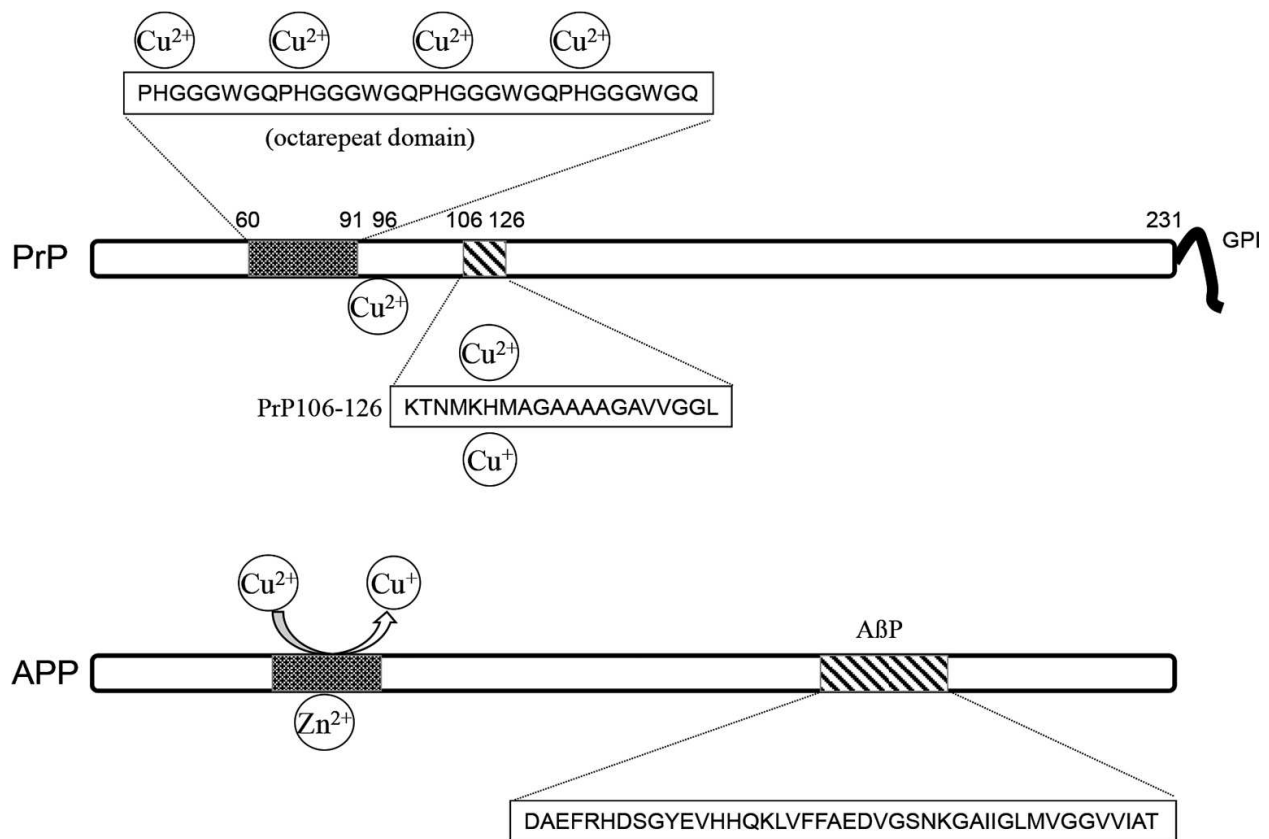 Cu2+ Cu2+ Cu2+ Cu2+
PHGGGWGQPHGGGWGQPHGGGWGQPHGGGWGQ
(octarepeat domain)
60 91 96 106 126 231
PrP
GPI
Cu2+
Cu2+
PrP106-126 KTNMKHMAGAAAAGAVVGGL
Cu+
Cu2+ Cu+
AßP
APP
Zn2+
DAEFRHDSGYEVHHQKLVFFAEDVGSNKGAIIGLMVGGVVIAT